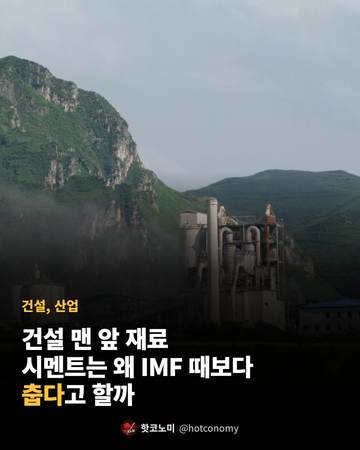 건설, 산업
건설 맨 앞 재료
시멘트는 왜 IMF 때보다
춥다고 할까
핫코노미 @hotconomy